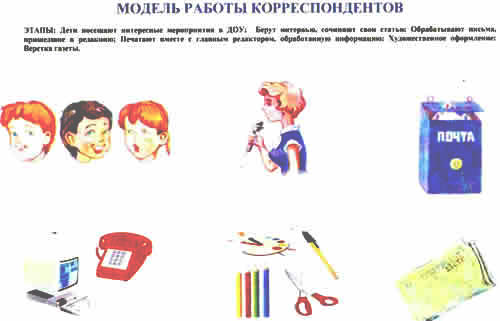 МОДЕЛЬ РАБОТЫ КОРРЕСПОНДЕНТОВ
ЭТАПЫ: Дети посещают интересные мероприятия в ДОУ; Берут интервью, сочиняют свои статьи; Обрабатывают письма,
пришедшие в редакцию; Печатают вместе с главным редактором, обработанную информацию; Художественное оформление;
Верстка газеты.
ПОЧТА